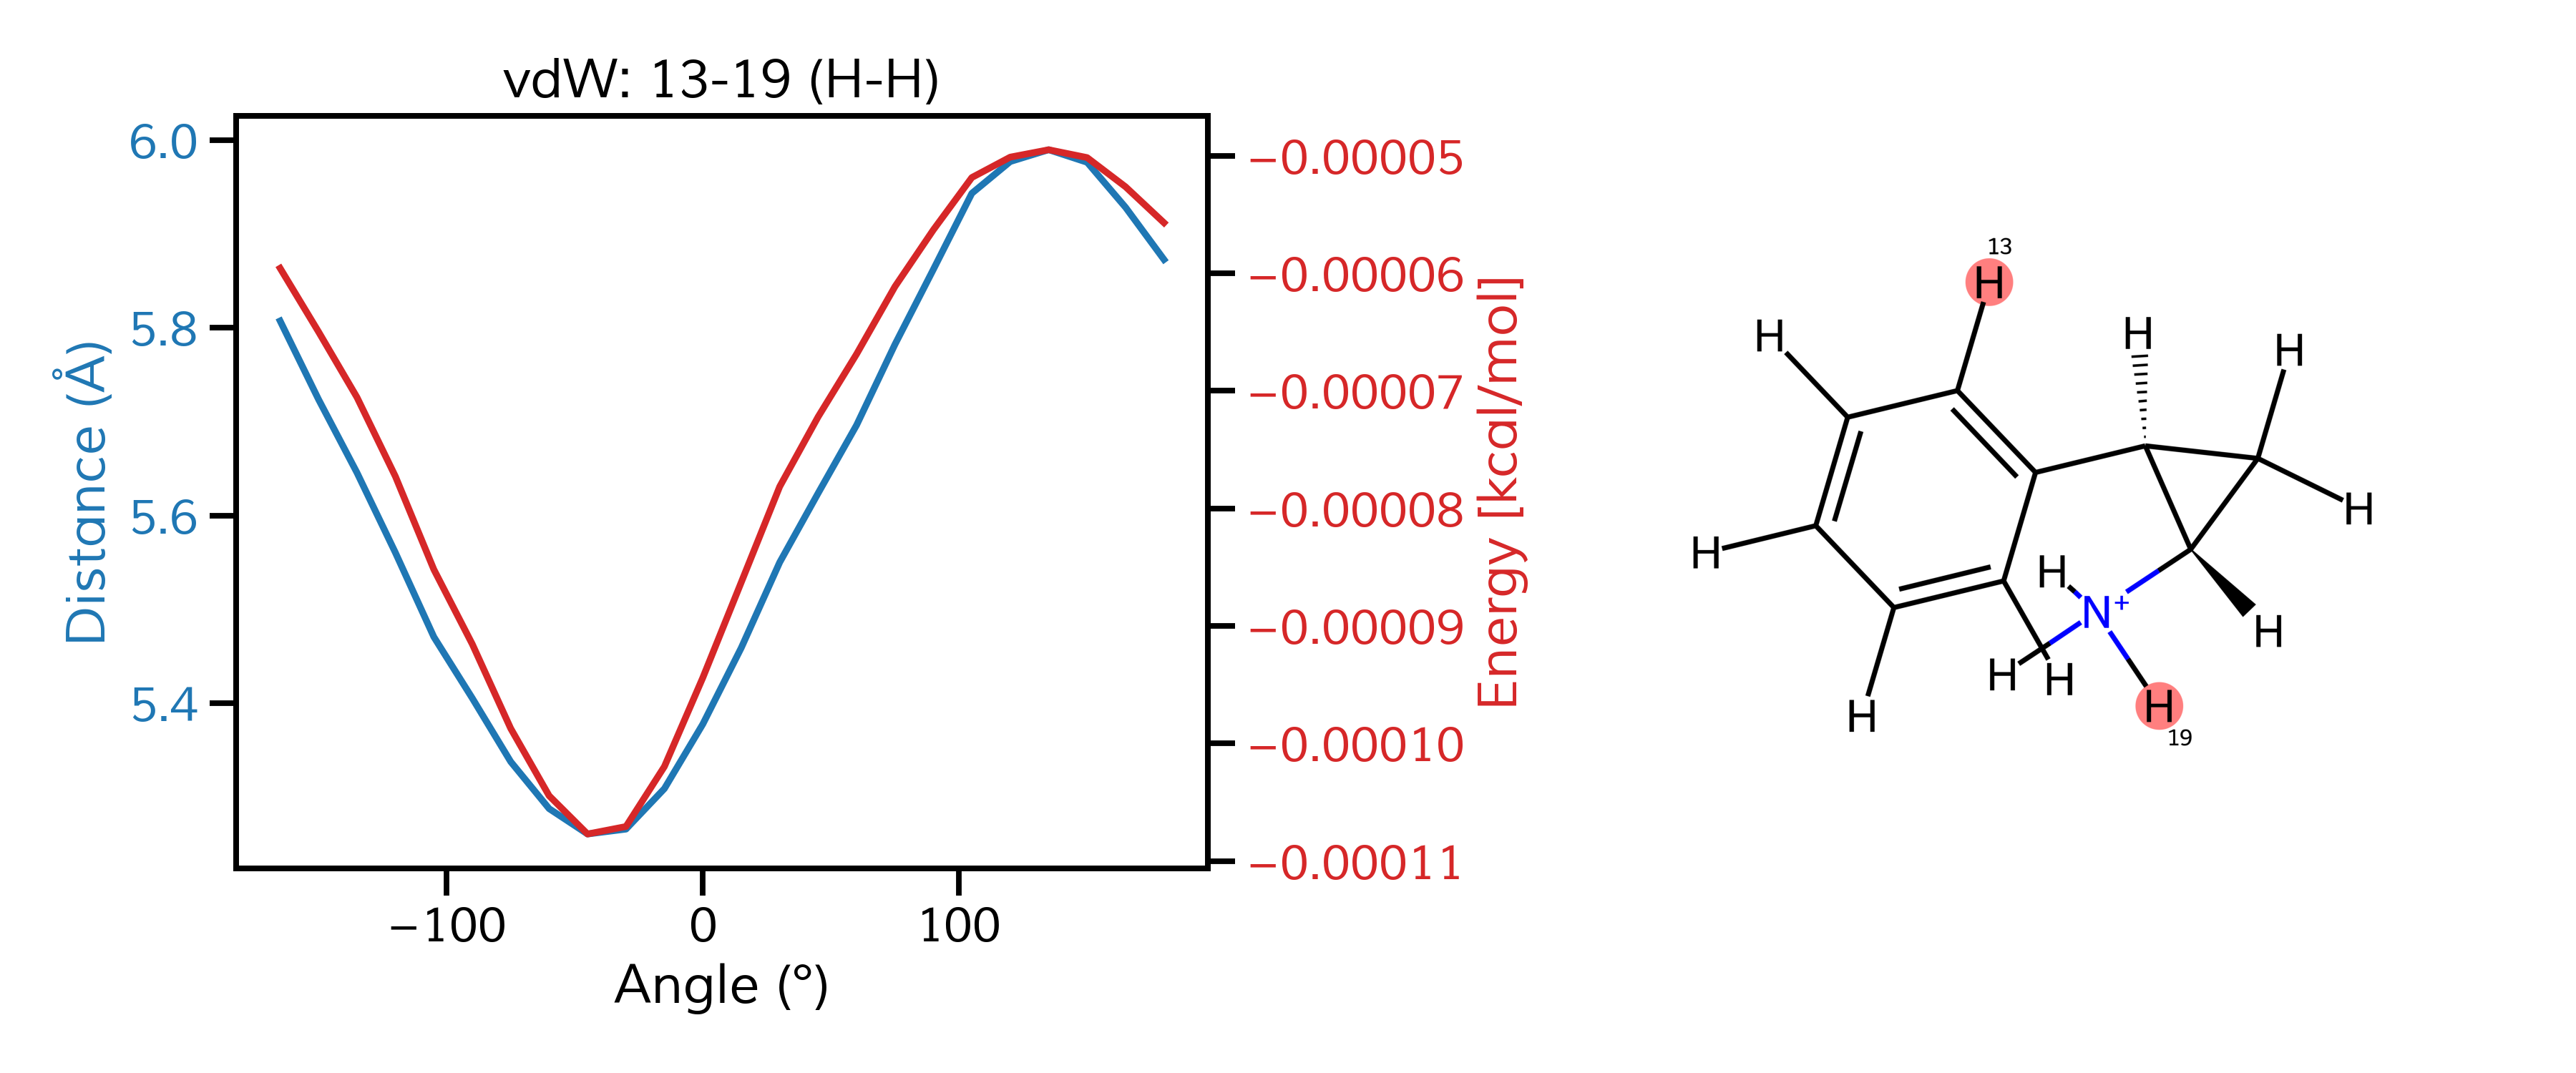 vdW: 13-19 (H-H)
6.0
5.8
5.6
5.4
Distance (Å)
−100
0
100
Angle (°)
−0.00005
−0.00006
−0.00007
−0.00008
−0.00009
−0.00010
−0.00011
Energy [kcal/mol]
13
H
H
H
H
H
H
H
N+
H
H
H
H
H
H
19